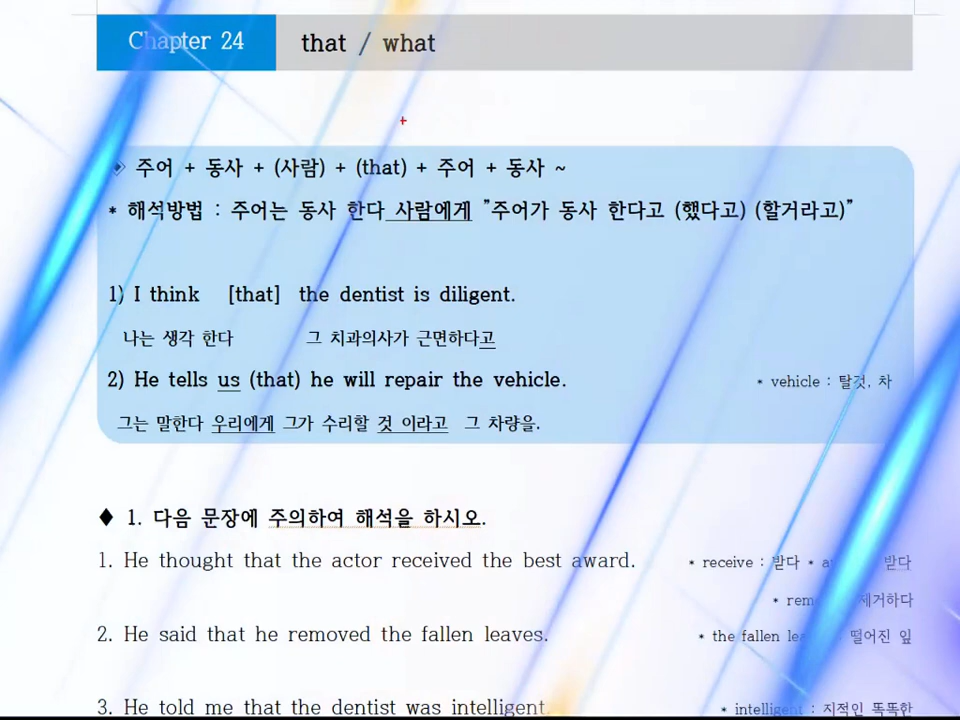 Chapter 24 that / what
주어 + 동사 + (사람) + (that) + 주어 + 동사 ~
* 해석방법 : 주어는 동사 한다 사람에게 "주어가 동사 한다고 (했다고) (할거라고)"
1) I think [that] the dentist is diligent.
나는 생각 한다 그 치과의사가 근면하다고
2) He tells us (that) he will repair the vehicle. * vehicle : 탈것, 차
그는 말한다 우리에게 그가 수리할 것 이라고 그 차량을.
◆ 1. 다음 문장에 주의하여 해석을 하시오.
1. He thought that the actor received the best award. * receive : 받다 * 받다
* 제거하다
2. He said that he removed the fallen leaves. * the fallen 떨어진 잎
3. He told me that the dentist was intelligent. * intelligent : 지적인 똑똑한